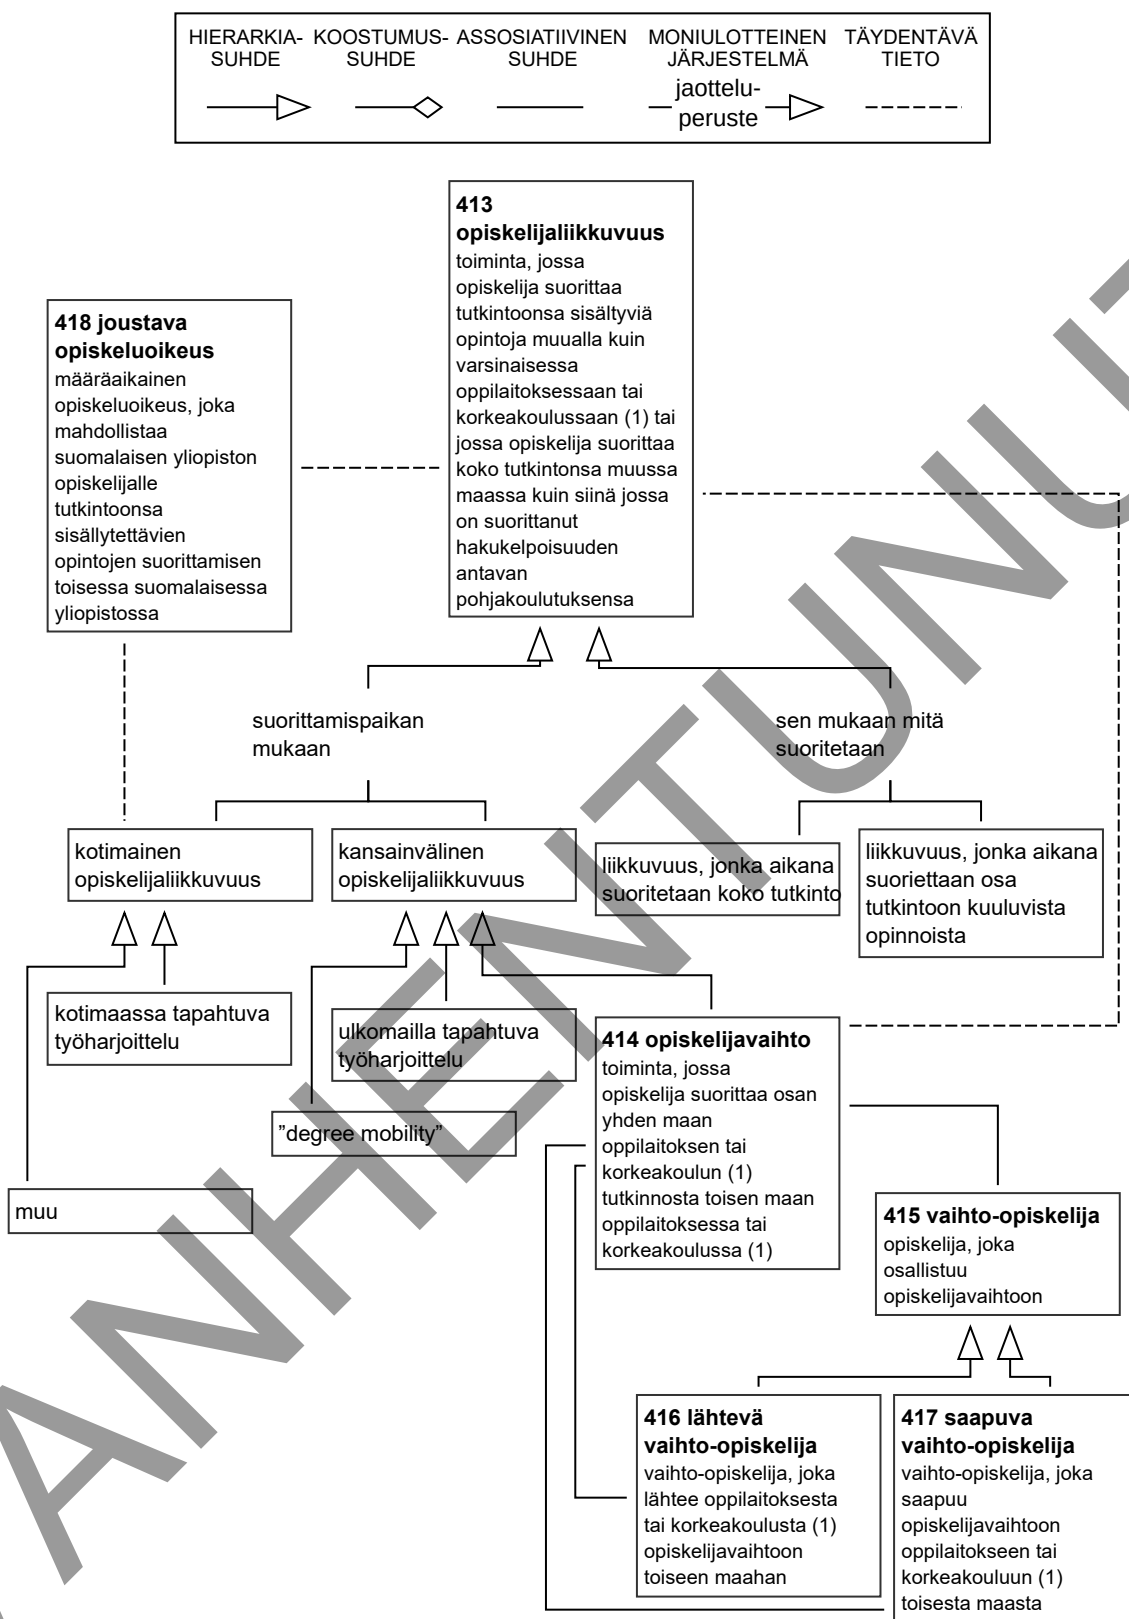 HIERARKIA-
SUHDE
KOOSTUMUS-
SUHDE
ASSOSIATIIVINEN
SUHDE
MONIULOTTEINEN
JÄRJESTELMÄ
jaottelu-
peruste
TÄYDENTÄVÄ
TIETO
413
opiskelijaliikkuvuus
toiminta, jossa
opiskelija suorittaa
tutkintoonsa sisältyviä
opintoja muualla kuin
varsinaisessa
oppilaitoksessaan tai
korkeakoulussaan (1) tai
jossa opiskelija suorittaa
koko tutkintonsa muussa
maassa kuin siinä jossa
on suorittanut
hakukelpoisuuden
antavan
pohjakoulutuksensa
418 joustava
opiskeluoikeus
määräaikainen
opiskeluoikeus, joka
mahdollistaa
suomalaisen yliopiston
opiskelijalle
tutkintoonsa
sisällytettävien
opintojen suorittamisen
toisessa suomalaisessa
yliopistossa
suorittamispaikan
mukaan
sen mukaan mitä
suoritetaan
kotimainen
opiskelijaliikkuvuus
kansainvälinen
opiskelijaliikkuvuus
liikkuvuus, jonka aikana
suoritetaan koko tutkinto
liikkuvuus, jonka aikana
suoriettaan osa
tutkintoon kuuluvista
opinnoista
kotimaassa tapahtuva
työharjoittelu
ulkomailla tapahtuva
työharjoittelu
"degree mobility"
muu
414 opiskelijavaihto
toiminta, jossa
opiskelija suorittaa osan
yhden maan
oppilaitoksen tai
korkeakoulun (1)
tutkinnosta toisen maan
oppilaitoksessa tai
korkeakoulussa (1)
415 vaihto-opiskelija
opiskelija, joka
osallistuu
opiskelijavaihtoon
416 lähtevä
vaihto-opiskelija
vaihto-opiskelija, joka
lähtee oppilaitoksesta
tai korkeakoulusta (1)
opiskelijavaihtoon
toiseen maahan
417 saapuva
vaihto-opiskelija
vaihto-opiskelija, joka
saapuu
opiskelijavaihtoon
oppilaitokseen tai
korkeakouluun (1)
toisesta maasta
VANHENTUNUT